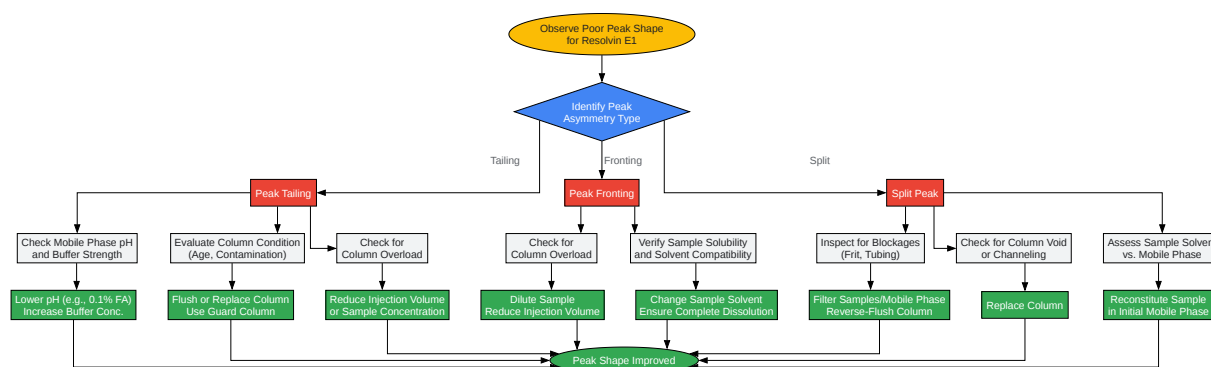 Observe Poor Peak Shape
for Resolvin E1
Identify Peak
Asymmetry Type
Tailing
Fronting
Split
Peak Tailing
Peak Fronting
Split Peak
Check Mobile Phase pH
and Buffer Strength
Evaluate Column Condition
(Age, Contamination)
Check for
Column Overload
Check for
Column Overload
Verify Sample Solubility
and Solvent Compatibility
Inspect for Blockages
(Frit, Tubing)
Check for Column Void
or Channeling
Assess Sample Solvent
vs. Mobile Phase
Lower pH (e.g., 0.1% FA)
Increase Buffer Conc.
Flush or Replace Column
Use Guard Column
Reduce Injection Volume
or Sample Concentration
Dilute Sample
Reduce Injection Volume
Change Sample Solvent
Ensure Complete Dissolution
Filter Samples/Mobile Phase
Reverse-Flush Column
Replace Column
Reconstitute Sample
in Initial Mobile Phase
Peak Shape Improved